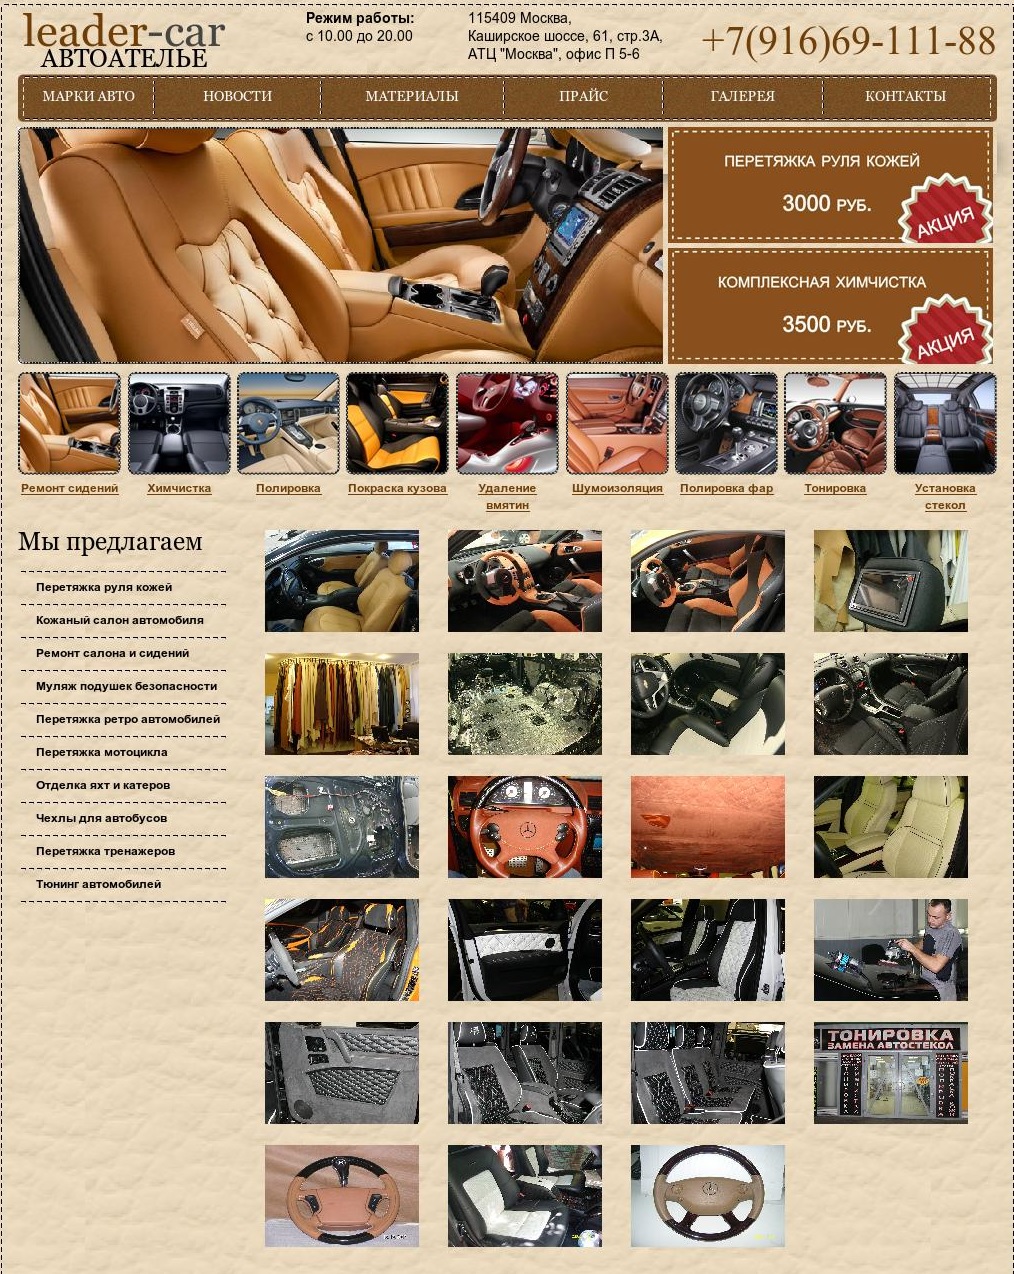 leader-car
АВТОАТЕЛЬЕ
Режим работы:
с 10.00 до 20.00
115409 Москва,
Каширское шоссе, 61, стр.3А,
АТЦ "Москва", офис П 5-6
+7(916)69-111-88
МАРКИ АВТО
НОВОСТИ
МАТЕРИАЛЫ
ПРАЙС
ГАЛЕРЕЯ
КОНТАКТЫ
ПЕРЕТЯЖКА РУЛЯ КОЖЕЙ
3000 РУБ.
АКЦИЯ
КОМПЛЕКСНАЯ ХИМЧИСТКА
3500 РУБ.
АКЦИЯ
Ремонт сидений
Химчистка
Полировка
Покраска кузова
Удаление
вмятин
Шумоизоляция
Полировка фар
Тонировка
Установка
стекол
Мы предлагаем
Перетяжка руля кожей
Кожаный салон автомобиля
Ремонт салона и сидений
Муляж подушек безопасности
Перетяжка ретро автомобилей
Перетяжка мотоцикла
Отделка яхт и катеров
Чехлы для автобусов
Перетяжка тренажеров
Тюнинг автомобилей
ТОНИРОВКА
ЗАМЕНА АВТОСТЕКОЛ